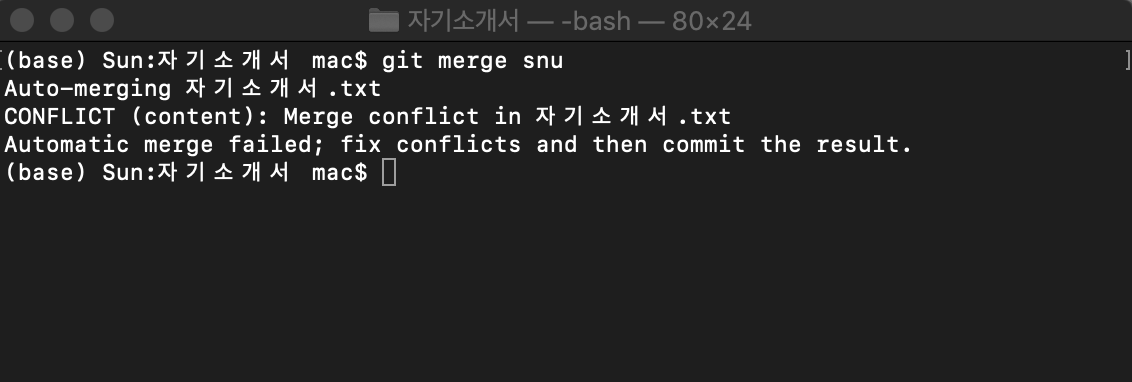 자기소개서 — -bash — 80×24
(base) Sun:자기소개서 mac$ git merge snu
Auto-merging 자기소개서.txt
CONFLICT (content): Merge conflict in 자기소개서.txt
Automatic merge failed; fix conflicts and then commit the result.
(base) Sun:자기소개서 mac$